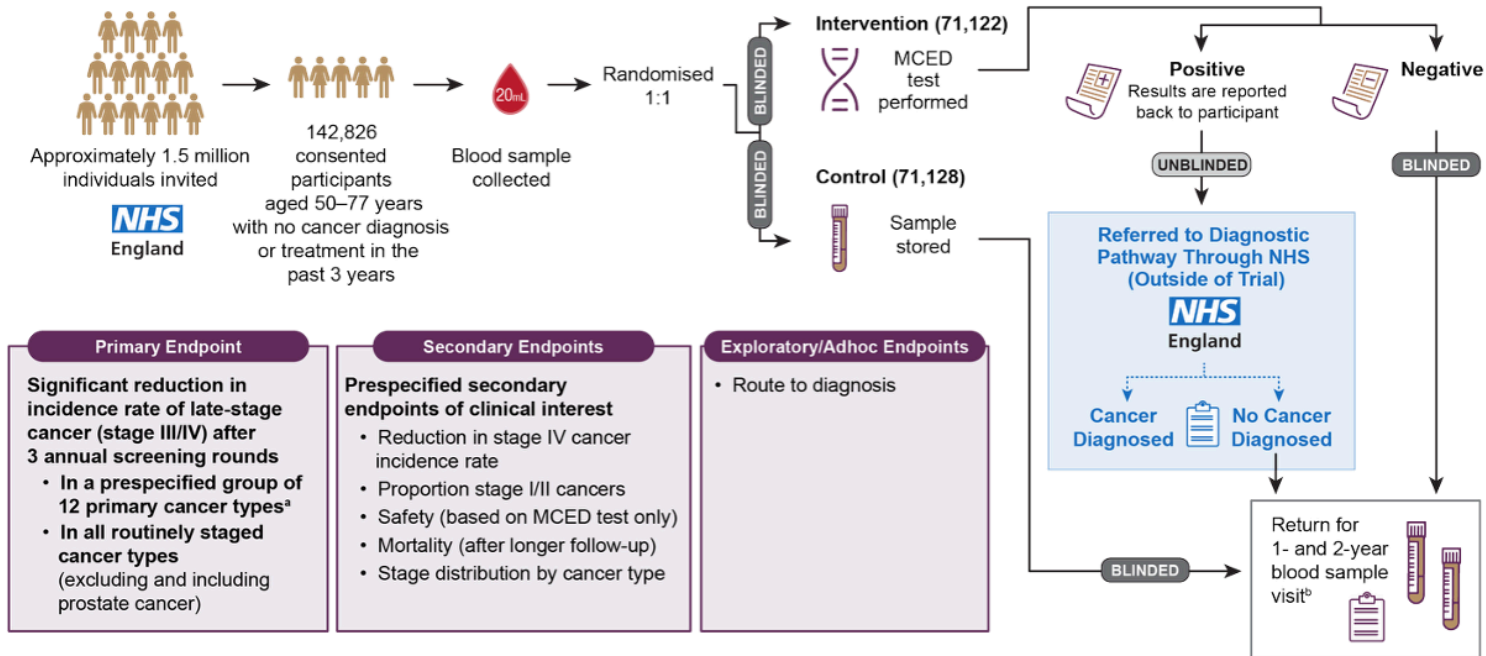 Approximately 1.5 million
individuals invited
NHS
England
142,826
consented
participants
aged 50–77 years
with no cancer diagnosis
or treatment in the
past 3 years
20mL
Blood sample
collected
Randomised
1:1
BLINDED
BLINDED
Intervention (71,122)
MCED
test
performed
Control (71,128)
Sample
stored
Positive
Results are reported
back to participant
Negative
UNBLINDED
BLINDED
Referred to Diagnostic
Pathway Through NHS
(Outside of Trial)
NHS
England
Cancer
Diagnosed
No Cancer
Diagnosed
BLINDED
Return for
1- and 2-year
blood sample
visitᵇ
Primary Endpoint
Significant reduction in
incidence rate of late-stage
cancer (stage III/IV) after
3 annual screening rounds
• In a prespecified group of
12 primary cancer typesᵃ
• In all routinely staged
cancer types
(excluding and including
prostate cancer)
Secondary Endpoints
Prespecified secondary
endpoints of clinical interest
• Reduction in stage IV cancer
incidence rate
• Proportion stage I/II cancers
• Safety (based on MCED test only)
• Mortality (after longer follow-up)
• Stage distribution by cancer type
Exploratory/Adhoc Endpoints
• Route to diagnosis